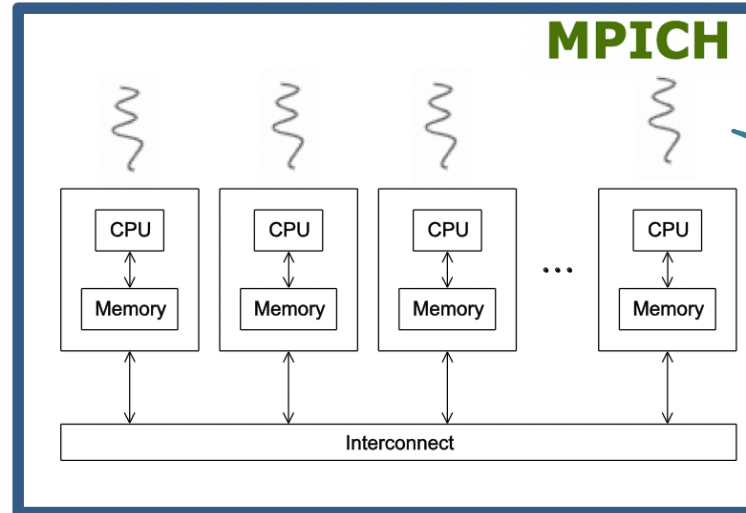 MPICH
CPU CPU CPU CPU
...
Memory Memory Memory Memory
Interconnect